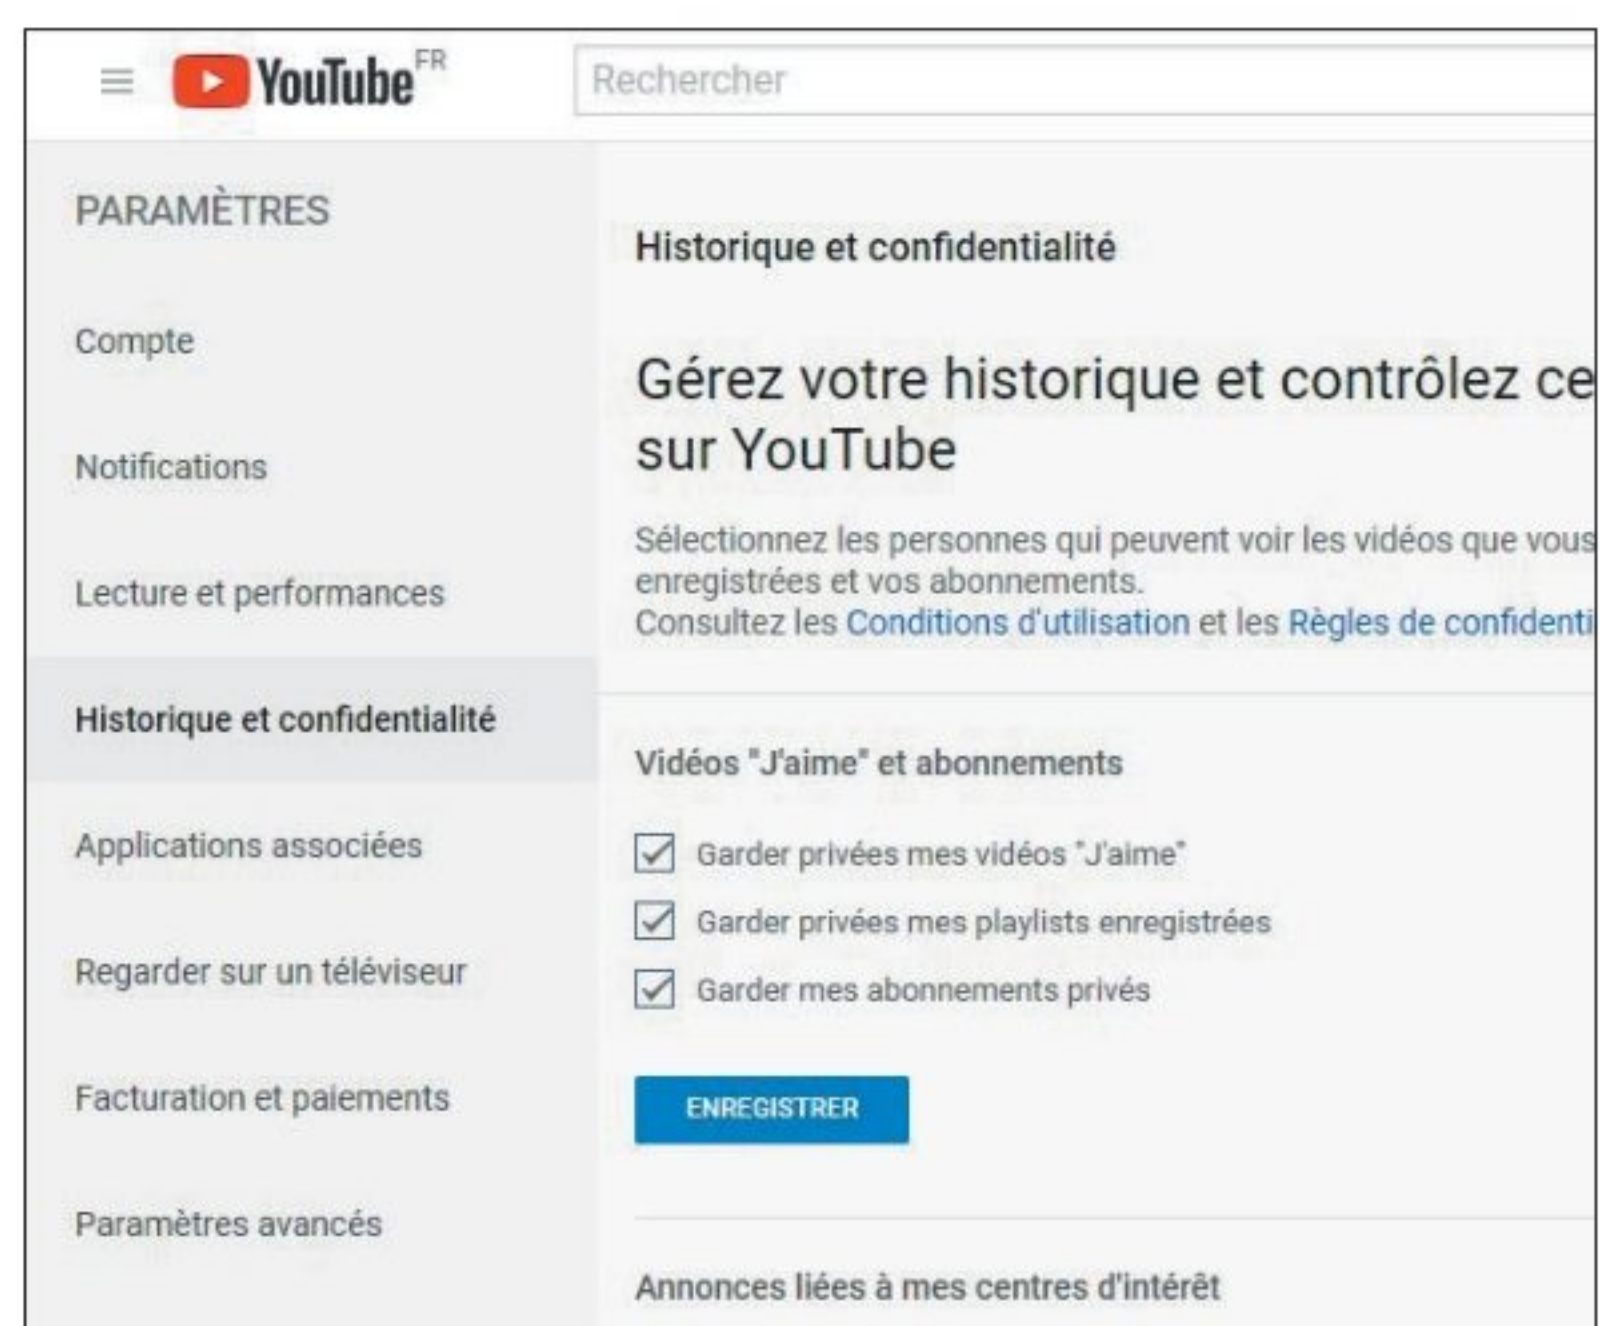 YouTube FR
Rechercher
PARAMÈTRES
Compte
Notifications
Lecture et performances
Historique et confidentialité
Applications associées
Regarder sur un téléviseur
Facturation et paiements
Paramètres avancés
Historique et confidentialité
Gérez votre historique et contrôlez ce
sur YouTube
Sélectionnez les personnes qui peuvent voir les vidéos que vous
enregistrées et vos abonnements.
Consultez les Conditions d'utilisation et les Règles de confidenti
Vidéos "J'aime" et abonnements
Garder privées mes vidéos "J'aime"
Garder privées mes playlists enregistrées
Garder mes abonnements privés
ENREGISTRER
Annonces liées à mes centres d'intérêt